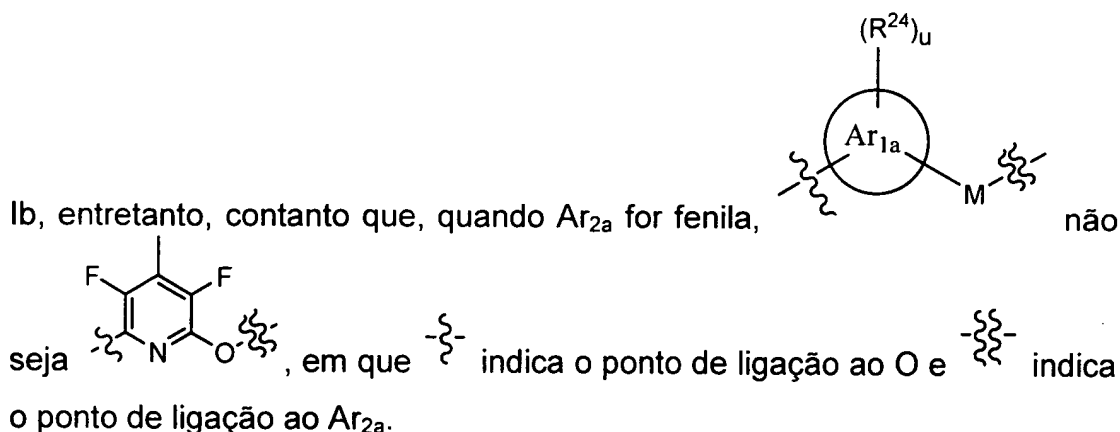 (R²⁴)ᵤ
Ar₁ₐ
M
Ib, entretanto, contanto que, quando Ar₂ₐ for fenila, não
F F
seja N O , em que indica o ponto de ligação ao O e indica
o ponto de ligação ao Ar₂ₐ.